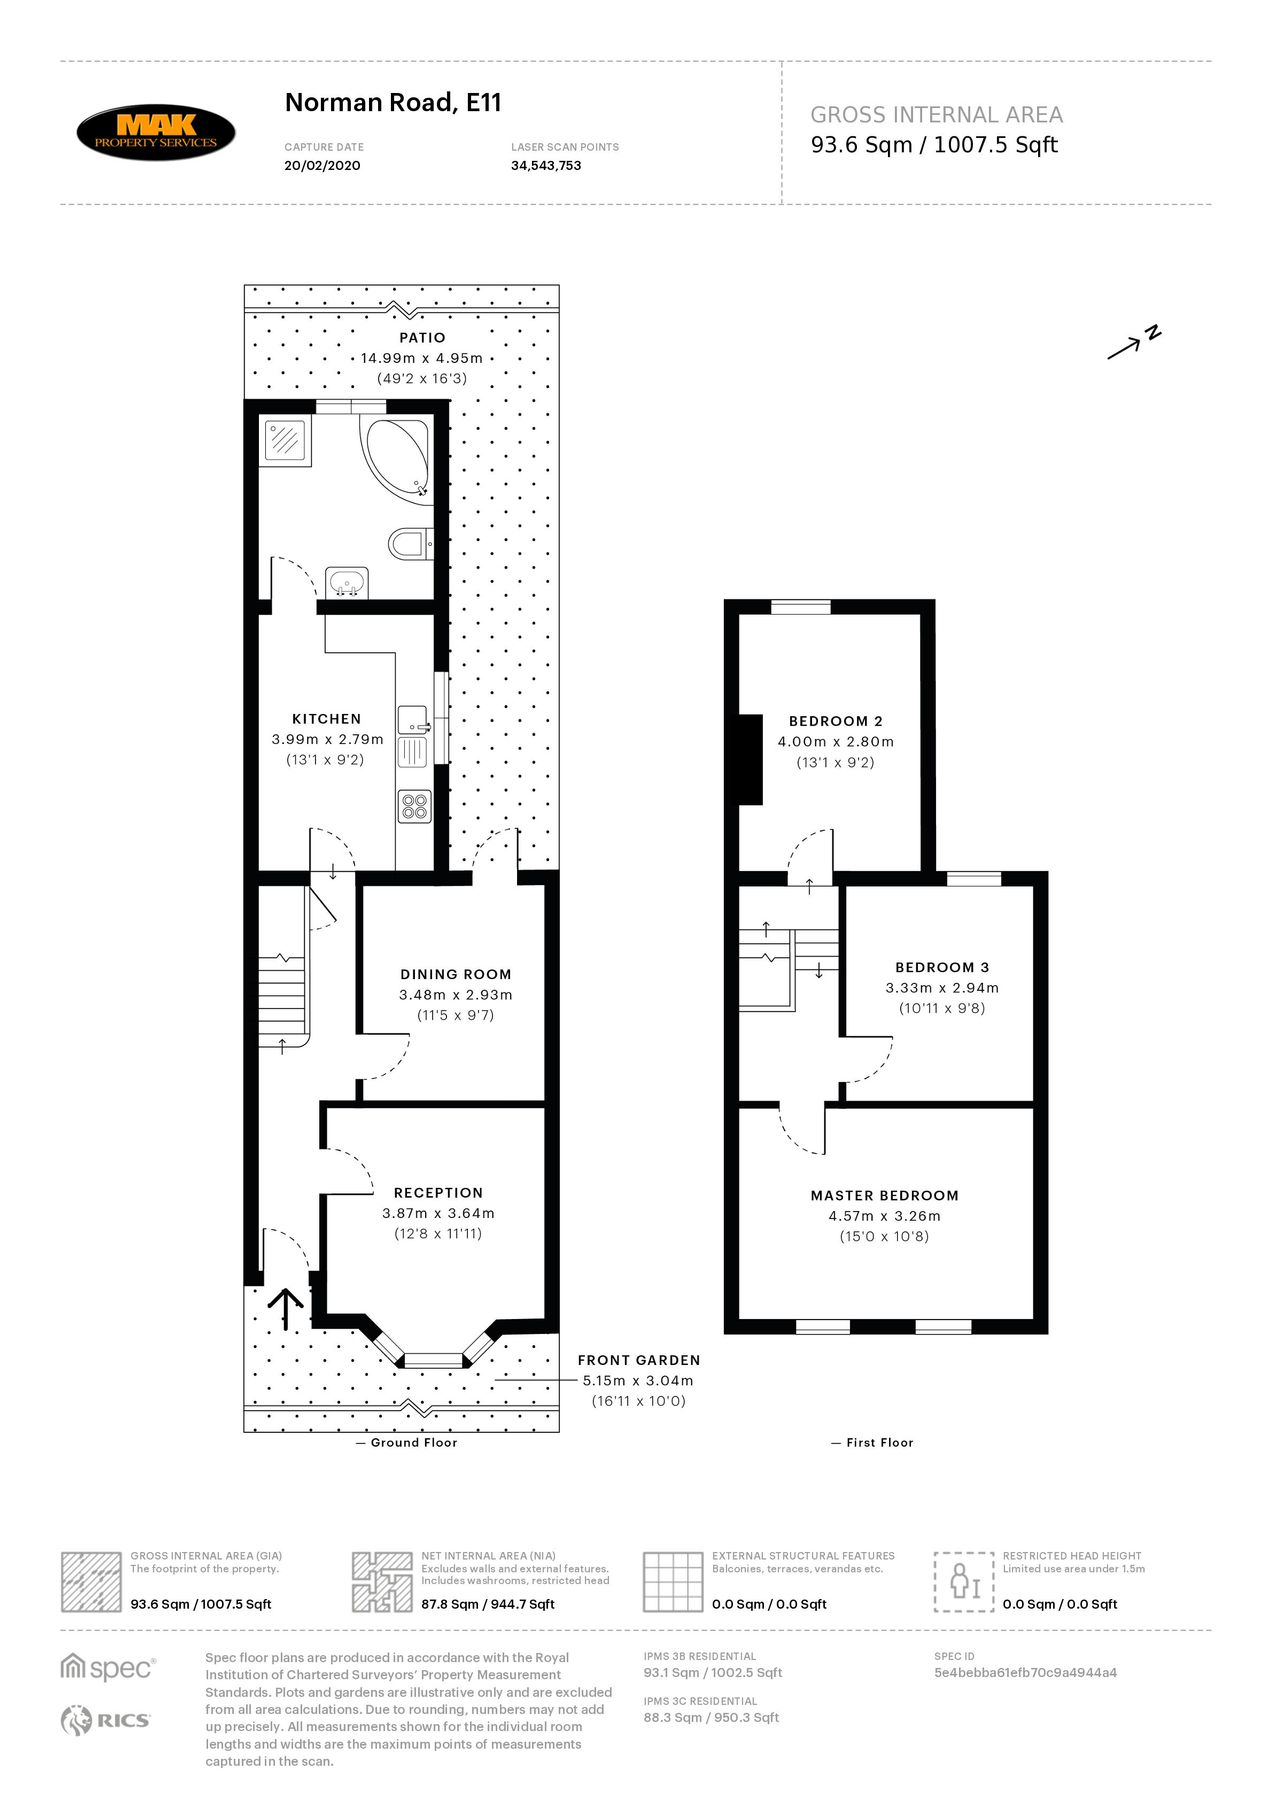 MAK
PROPERTY SERVICES
Norman Road, E11
CAPTURE DATE
20/02/2020
LASER SCAN POINTS
34,543,753
GROSS INTERNAL AREA
93.6 Sqm / 1007.5 Sqft
N
PATIO
14.99m x 4.95m
(49'2 x 16'3)
KITCHEN
3.99m x 2.79m
(13'1 x 9'2)
DINING ROOM
3.48m x 2.93m
(11'5 x 9'7)
RECEPTION
3.87m x 3.64m
(12'8 x 11'11)
FRONT GARDEN
5.15m x 3.04m
(16'11 x 10'0)
— Ground Floor
BEDROOM 2
4.00m x 2.80m
(13'1 x 9'2)
BEDROOM 3
3.33m x 2.94m
(10'11 x 9'8)
MASTER BEDROOM
4.57m x 3.26m
(15'0 x 10'8)
— First Floor
GROSS INTERNAL AREA (GIA)
The footprint of the property.
93.6 Sqm / 1007.5 Sqft
NET INTERNAL AREA (NIA)
Excludes walls and external features.
Includes washrooms, restricted head
87.8 Sqm / 944.7 Sqft
EXTERNAL STRUCTURAL FEATURES
Balconies, terraces, verandas etc.
0.0 Sqm / 0.0 Sqft
RESTRICTED HEAD HEIGHT
Limited use area under 1.5m
0.0 Sqm / 0.0 Sqft
spec®
RICS
Spec floor plans are produced in accordance with the Royal
Institution of Chartered Surveyors' Property Measurement
Standards. Plots and gardens are illustrative only and are excluded
from all area calculations. Due to rounding, numbers may not add
up precisely. All measurements shown for the individual room
lengths and widths are the maximum points of measurements
captured in the scan.
IPMS 3B RESIDENTIAL
93.1 Sqm / 1002.5 Sqft
IPMS 3C RESIDENTIAL
88.3 Sqm / 950.3 Sqft
SPEC ID
5e4bebba61efb70c9a4944a4